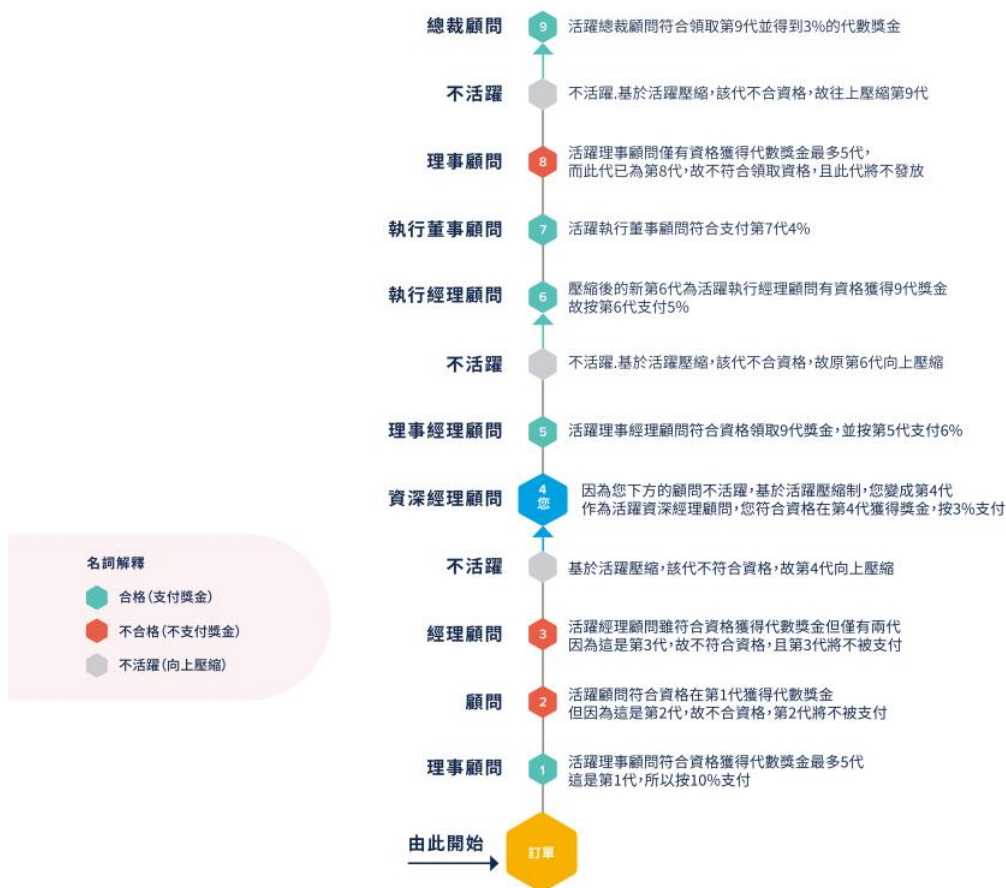 總裁顧問
9
活躍總裁顧問符合領取第9代並得到3%的代數獎金
不活躍
不活躍.基於活躍壓縮，該代不合資格，故往上壓縮第9代
理事顧問
8
活躍理事顧問僅有資格獲得代數獎金最多5代，
而此代已為第8代，故不符合領取資格，且此代將不發放
執行董事顧問
7
活躍執行董事顧問符合支付第7代4%
執行經理顧問
6
壓縮後的新第6代為活躍執行經理顧問有資格獲得9代獎金
故按第6代支付5%
不活躍
不活躍.基於活躍壓縮，該代不合資格，故原第6代向上壓縮
理事經理顧問
5
活躍理事經理顧問符合資格領取9代獎金，並按第5代支付6%
資深經理顧問
4
您
因為您下方的顧問不活躍，基於活躍壓縮制，您變成第4代
作為活躍資深經理顧問，您符合資格在第4代獲得獎金，按3%支付
不活躍
基於活躍壓縮，該代不符合資格，故第4代向上壓縮
經理顧問
3
活躍經理顧問雖符合資格獲得代數獎金但僅有兩代
因為這是第3代，故不符合資格，且第3代將不被支付
顧問
2
活躍顧問符合資格在第1代獲得代數獎金
但因為這是第2代，故不合資格，第2代將不被支付
理事顧問
1
活躍理事顧問符合資格獲得代數獎金最多5代
這是第1代，所以按10%支付
由此開始
訂單
名詞解釋
合格（支付獎金）
不合格（不支付獎金）
不活躍（向上壓縮）